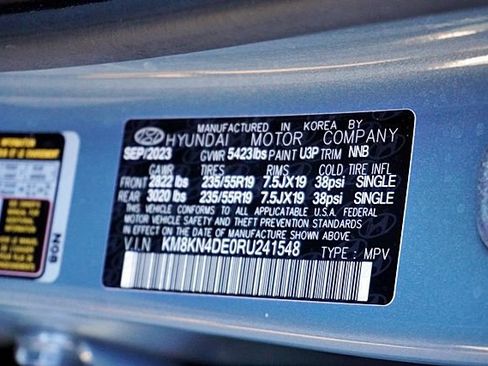 MANUFACTURED IN KOREA BY
HYUNDAI MOTOR COMPANY
SEP/2023 GVWR 5423lbs PAINT U3P TRIM NNB
GAWR TIRES RIMS COLD TIRE INFL
FRONT 2822 lbs 235/55R19 7.5JX19 38psi SINGLE
REAR 3020 lbs 235/55R19 7.5JX19 38psi SINGLE
THIS VEHICLE CONFORMS TO ALL APPLICATABLE U.S.A. FEDERAL
MOTOR VEHICLE SAFETY AND THEFT PREVENTION STANDARDS
IN EFFECT ON THE DATE OF MANUFACTURE SHOWN ABOVE.
V.I.N KM8KN4DE0RU241548 TYPE : MPV